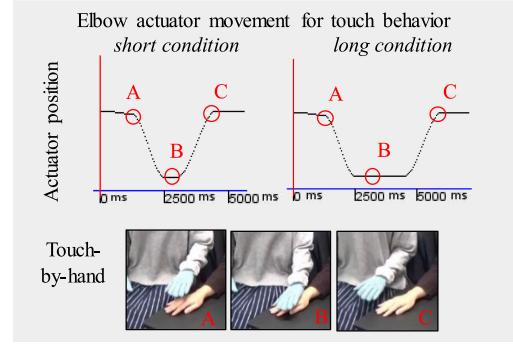 Elbow actuator movement for touch behavior
short condition
long condition
Actuator position
A
B
C
0 ms
2500 ms
5000 ms
A
B
C
0 ms
2500 ms
5000 ms
Touch-
by-hand
A
B
C